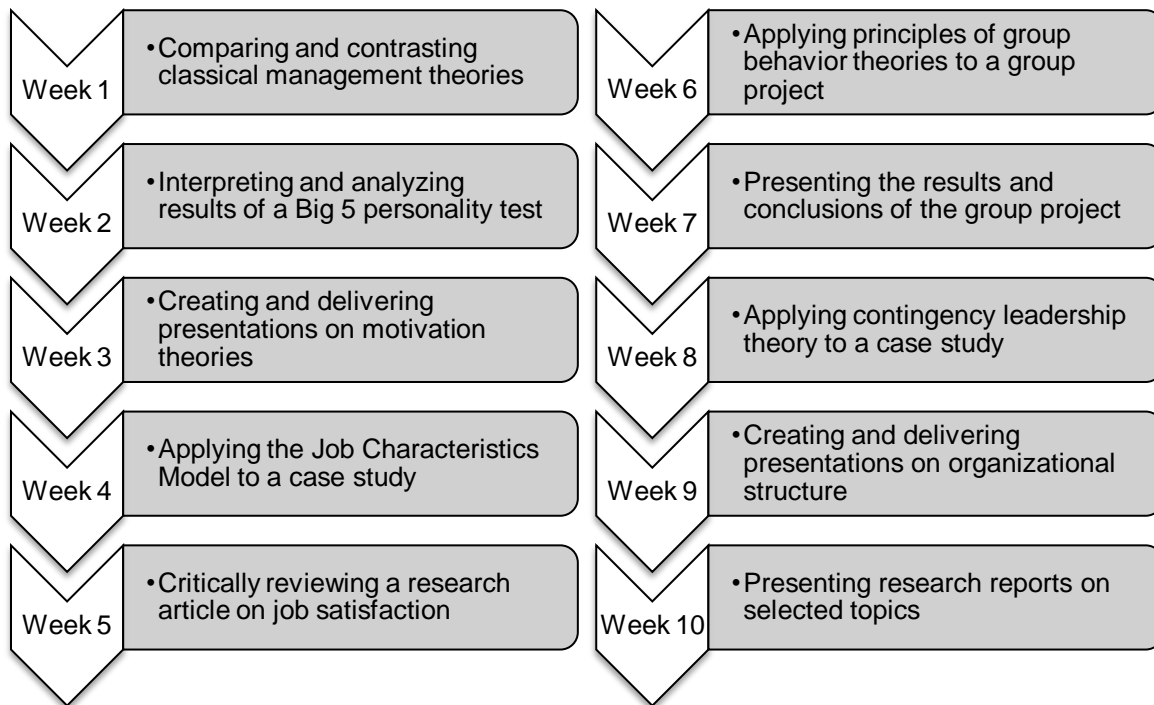 Week 1
•Comparing and contrasting
classical management theories
Week 2
•Interpreting and analyzing
results of a Big 5 personality test
Week 3
•Creating and delivering
presentations on motivation
theories
Week 4
•Applying the Job Characteristics
Model to a case study
Week 5
•Critically reviewing a research
article on job satisfaction
Week 6
•Applying principles of group
behavior theories to a group
project
Week 7
•Presenting the results and
conclusions of the group project
Week 8
•Applying contingency leadership
theory to a case study
Week 9
•Creating and delivering
presentations on organizational
structure
Week 10
•Presenting research reports on
selected topics